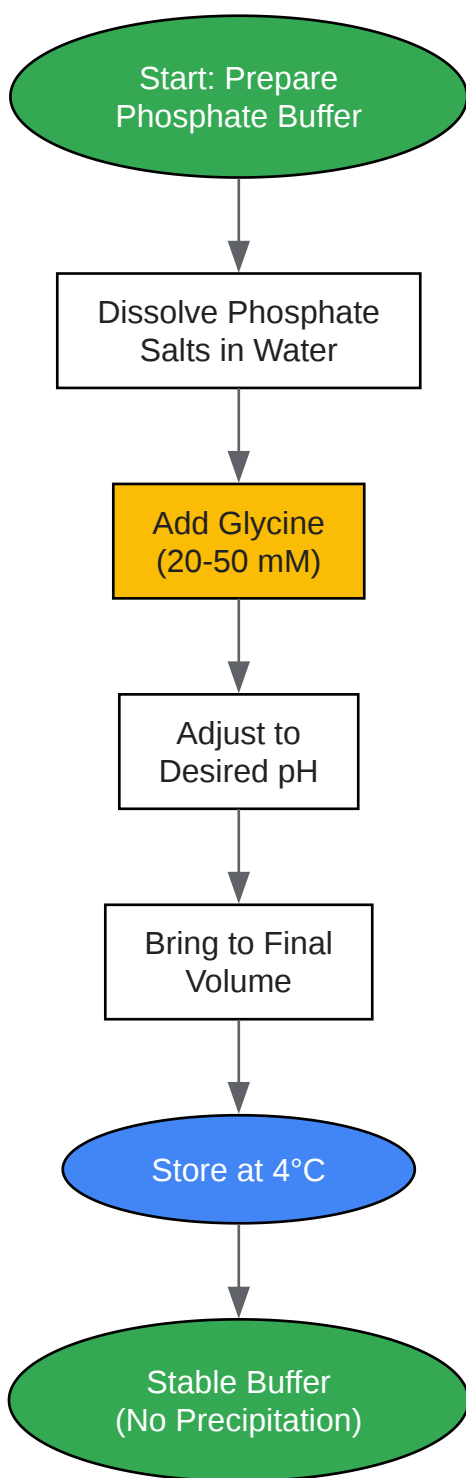 Start: Prepare
Phosphate Buffer
Dissolve Phosphate
Salts in Water
Add Glycine
(20-50 mM)
Adjust to
Desired pH
Bring to Final
Volume
Store at 4°C
Stable Buffer
(No Precipitation)